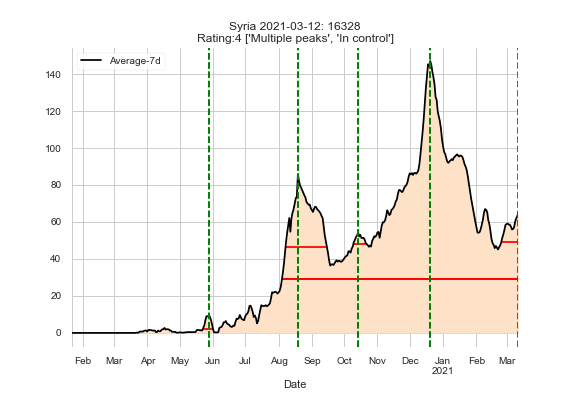 Syria 2021-03-12: 16328
Rating:4 ['Multiple peaks', 'In control']
Average-7d
140
120
100
80
60
40
20
0
Feb Mar Apr May Jun Jul Aug Sep Oct Nov Dec Jan Feb Mar
2021
Date